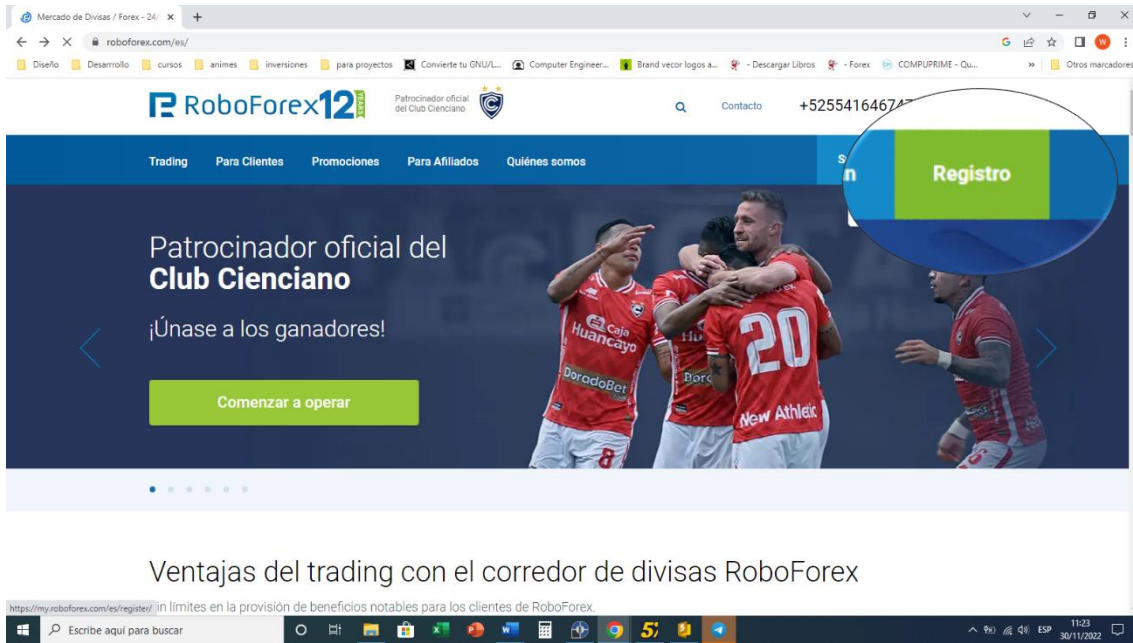 Mercado de Divisas / Forex - 24/
roboforex.com/es/
Diseño Desarrollo cursos animes inversiones para proyectos Convierte tu GNU/L... Computer Engineer... Brand vecor logos a... - Descargar Libros - Forex COMPUPRIME - Qu... » Otros marcadores
RoboForex 12 YEARS
Patrocinador oficial
del Club Cienciano
Contacto
+5255416467
Trading Para Clientes Promociones Para Afiliados Quiénes somos
Registro
Patrocinador oficial del
Club Cienciano
¡Únase a los ganadores!
Comenzar a operar
Caja
Huancayo
DoradoBet
8
20
New Athletic
Ventajas del trading con el corredor de divisas RoboForex
https://my.roboforex.com/es/register/ in límites en la provisión de beneficios notables para los clientes de RoboForex.
Escribe aquí para buscar
ESP
11:23
30/11/2022